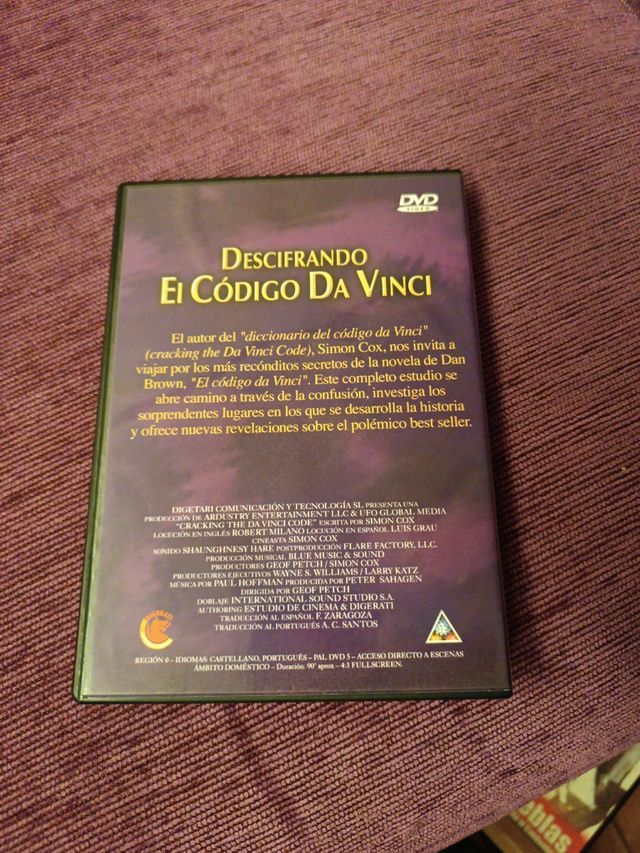 DVD
VIDEO
DESCIFRANDO
El CÓDIGO DA VINCI
El autor del "diccionario del código da Vinci"
(cracking the Da Vinci Code), Simon Cox, nos invita a
viajar por los más recónditos secretos de la novela de Dan
Brown, "El código da Vinci". Este completo estudio se
abre camino a través de la confusión, investiga los
sorprendentes lugares en los que se desarrolla la historia
y ofrece nuevas revelaciones sobre el polémico best seller.
DIGETARI COMUNICACIÓN Y TECNOLOGÍA SL PRESENTA UNA
PRODUCCIÓN DE ARDUSTRY ENTERTAINMENT LLC & UFO GLOBAL MEDIA
"CRACKING THE DA VINCI CODE" ESCRITA POR SIMON COX
LOCUCIÓN EN INGLÉS ROBERT MILANO LOCUCIÓN EN ESPAÑOL LUIS GRAU
CINEASTA SIMON COX
SONIDO SHAUNGHNESY HARE POSTPRODUCCIÓN FLARE FACTORY, LLC.
PRODUCCIÓN MUSICAL BLUE MUSIC & SOUND
PRODUCTORES GEOF PETCH / SIMON COX
PRODUCTORES EJECUTIVOS WAYNE S. WILLIAMS / LARRY KATZ
MÚSICA POR PAUL HOFFMAN PRODUCIDA POR PETER SAHAGEN
DIRIGIDA POR GEOF PETCH
DOBLAJE INTERNATIONAL SOUND STUDIO S.A.
AUTHORING ESTUDIO DE CINEMA & DIGERATI
TRADUCCIÓN AL ESPAÑOL F. ZARAGOZA
TRADUCCIÓN AL PORTUGUÉS A. C. SANTOS
DIGERATI
REGIÓN 0 – IDIOMAS: CASTELLANO, PORTUGUÉS – PAL DVD 5 – ACCESO DIRECTO A ESCENAS
ÁMBITO DOMÉSTICO – Duración: 90' aprox – 4:3 FULLSCREEN.
eblas